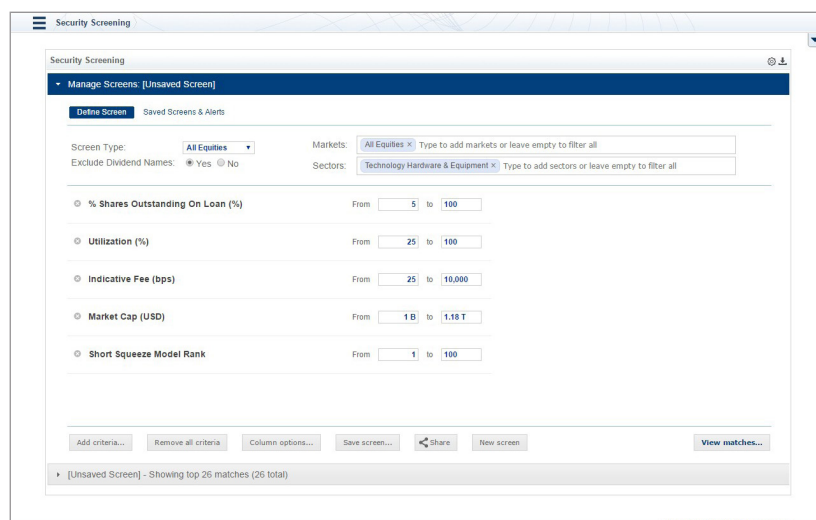 Security Screening
Security Screening
Manage Screens: [Unsaved Screen]
Define Screen Saved Screens & Alerts
Screen Type: All Equities Markets: All Equities × Type to add markets or leave empty to filter all
Exclude Dividend Names: Yes No Sectors: Technology Hardware & Equipment × Type to add sectors or leave empty to filter all
% Shares Outstanding On Loan (%) From 5 to 100
Utilization (%) From 25 to 100
Indicative Fee (bps) From 25 to 10,000
Market Cap (USD) From 1 B to 1.18 T
Short Squeeze Model Rank From 1 to 100
Add criteria... Remove all criteria Column options... Save screen... Share New screen View matches...
[Unsaved Screen] - Showing top 26 matches (26 total)